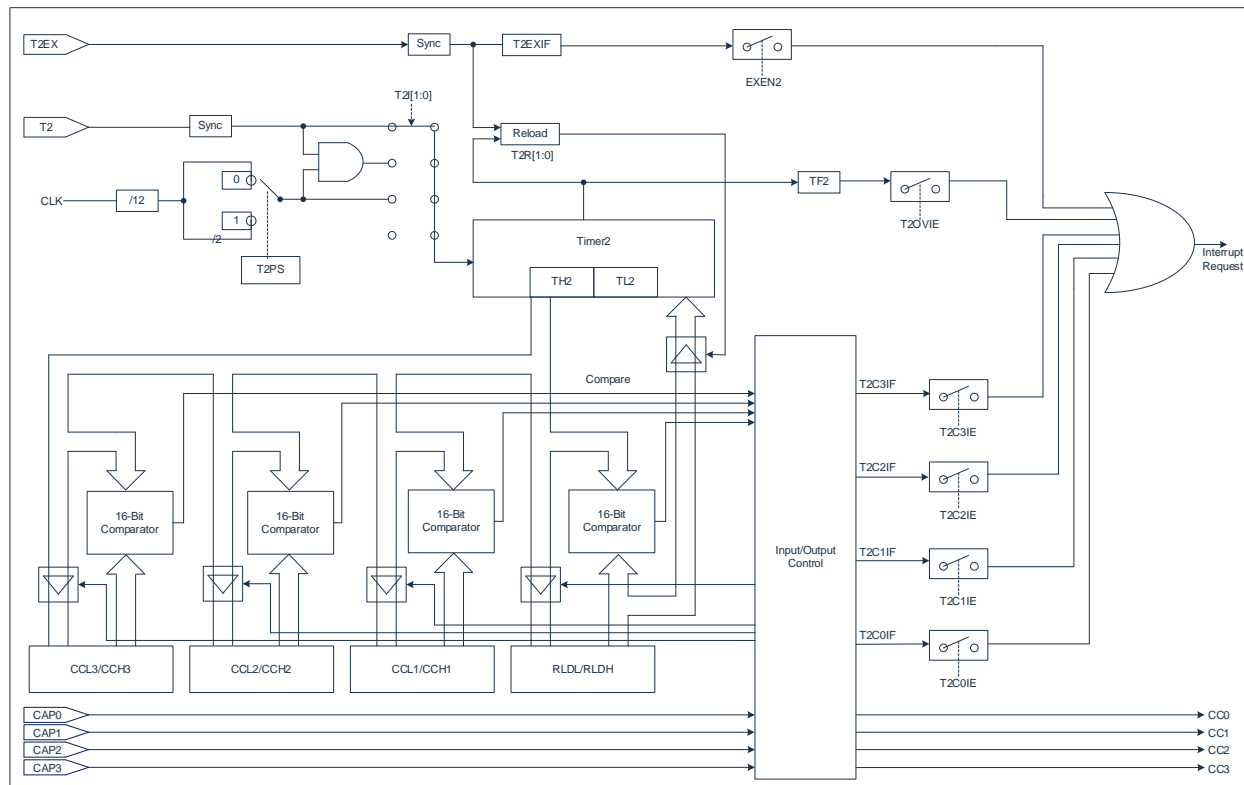 T2EX
Sync
T2EXIF
EXEN2
T2I[1:0]
T2
Sync
Reload
T2R[1:0]
CLK
/12
0
1
/2
T2PS
TF2
T2OVIE
Timer2
TH2
TL2
Interrupt
Request
Compare
T2C3IF
T2C3IE
T2C2IF
T2C2IE
16-Bit
Comparator
16-Bit
Comparator
16-Bit
Comparator
16-Bit
Comparator
Input/Output
Control
T2C1IF
T2C1IE
T2C0IF
T2C0IE
CCL3/CCH3
CCL2/CCH2
CCL1/CCH1
RLDL/RLDH
CAP0
CAP1
CAP2
CAP3
CC0
CC1
CC2
CC3